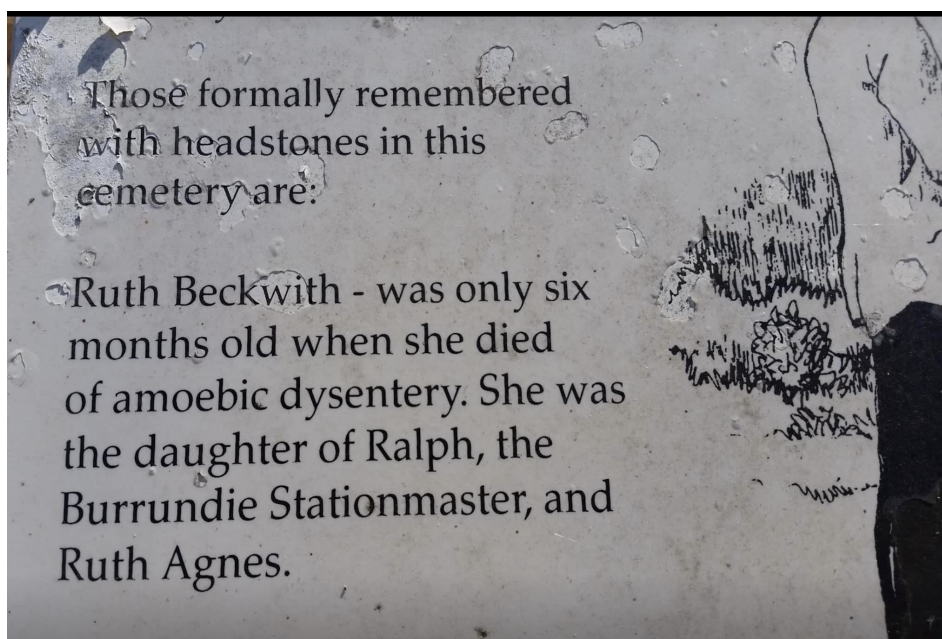 Those formally remembered
with headstones in this
cemetery are:
Ruth Beckwith - was only six
months old when she died
of amoebic dysentery. She was
the daughter of Ralph, the
Burrundie Stationmaster, and
Ruth Agnes.